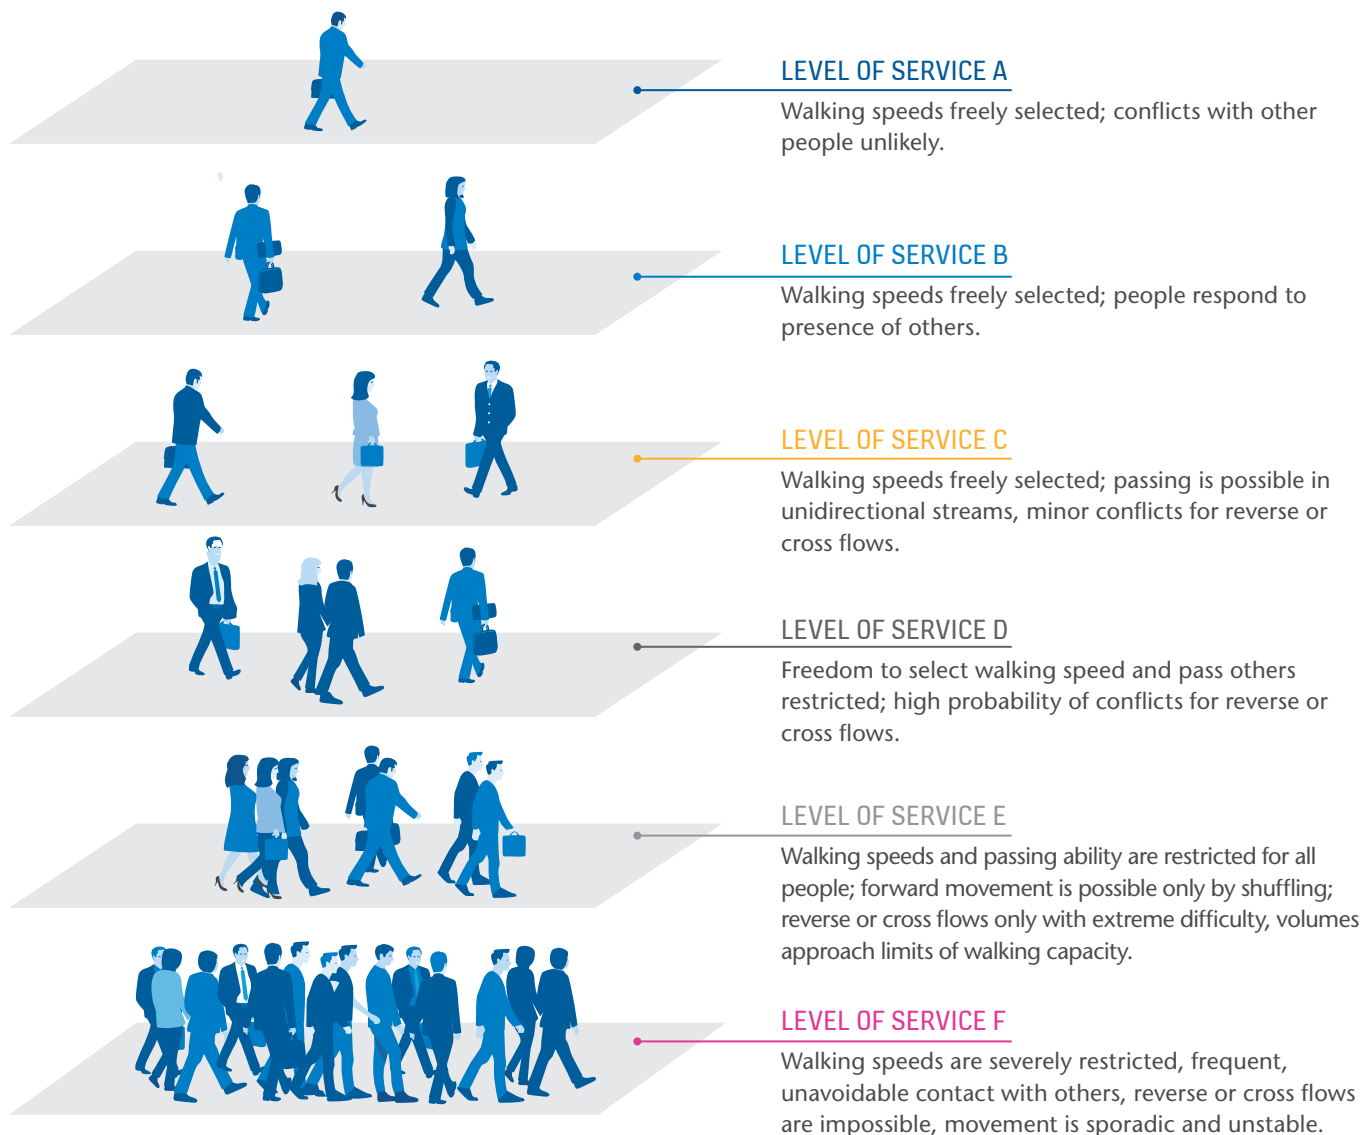 LEVEL OF SERVICE A
Walking speeds freely selected; conflicts with other
people unlikely.
LEVEL OF SERVICE B
Walking speeds freely selected; people respond to
presence of others.
LEVEL OF SERVICE C
Walking speeds freely selected; passing is possible in
unidirectional streams, minor conflicts for reverse or
cross flows.
LEVEL OF SERVICE D
Freedom to select walking speed and pass others
restricted; high probability of conflicts for reverse or
cross flows.
LEVEL OF SERVICE E
Walking speeds and passing ability are restricted for all
people; forward movement is possible only by shuffling;
reverse or cross flows only with extreme difficulty, volumes
approach limits of walking capacity.
LEVEL OF SERVICE F
Walking speeds are severely restricted, frequent,
unavoidable contact with others, reverse or cross flows
are impossible, movement is sporadic and unstable.